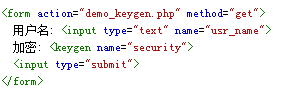 <form action="demo_keygen.php" method="get">
用户名: <input type="text" name="usr_name">
加密: <keygen name="security">
<input type="submit">
</form>